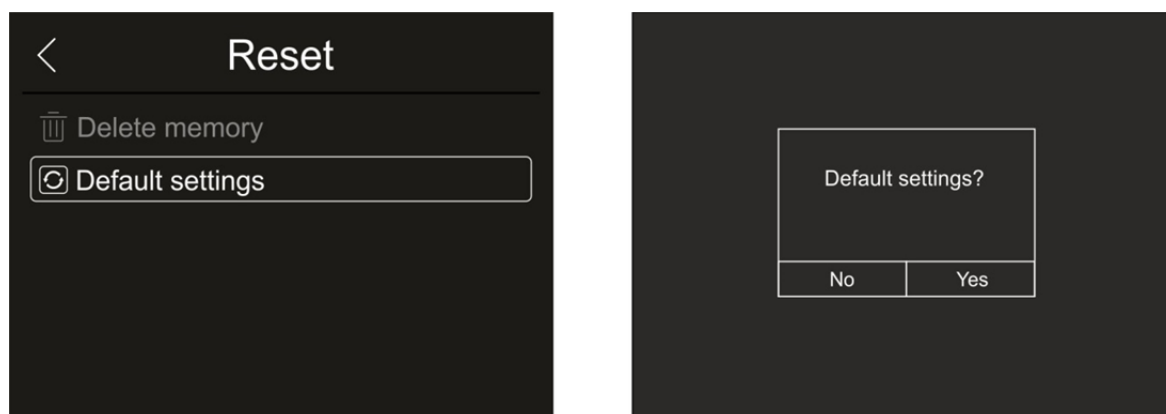 Reset
Delete memory
Default settings
Default settings?
No Yes